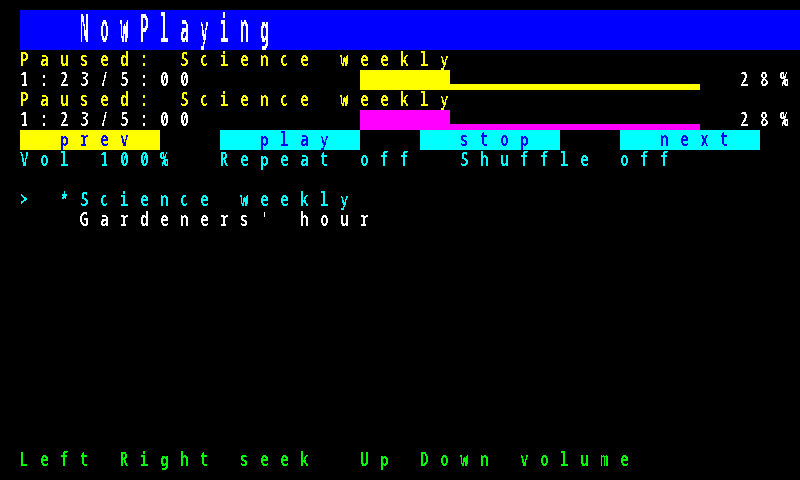 NowPlaying
Paused: Science weekly
1:23/5:00 28%
Paused: Science weekly
1:23/5:00 28%
prev play stop next
Vol 100% Repeat off Shuffle off
> *Science weekly
Gardeners' hour
Left Right seek Up Down volume